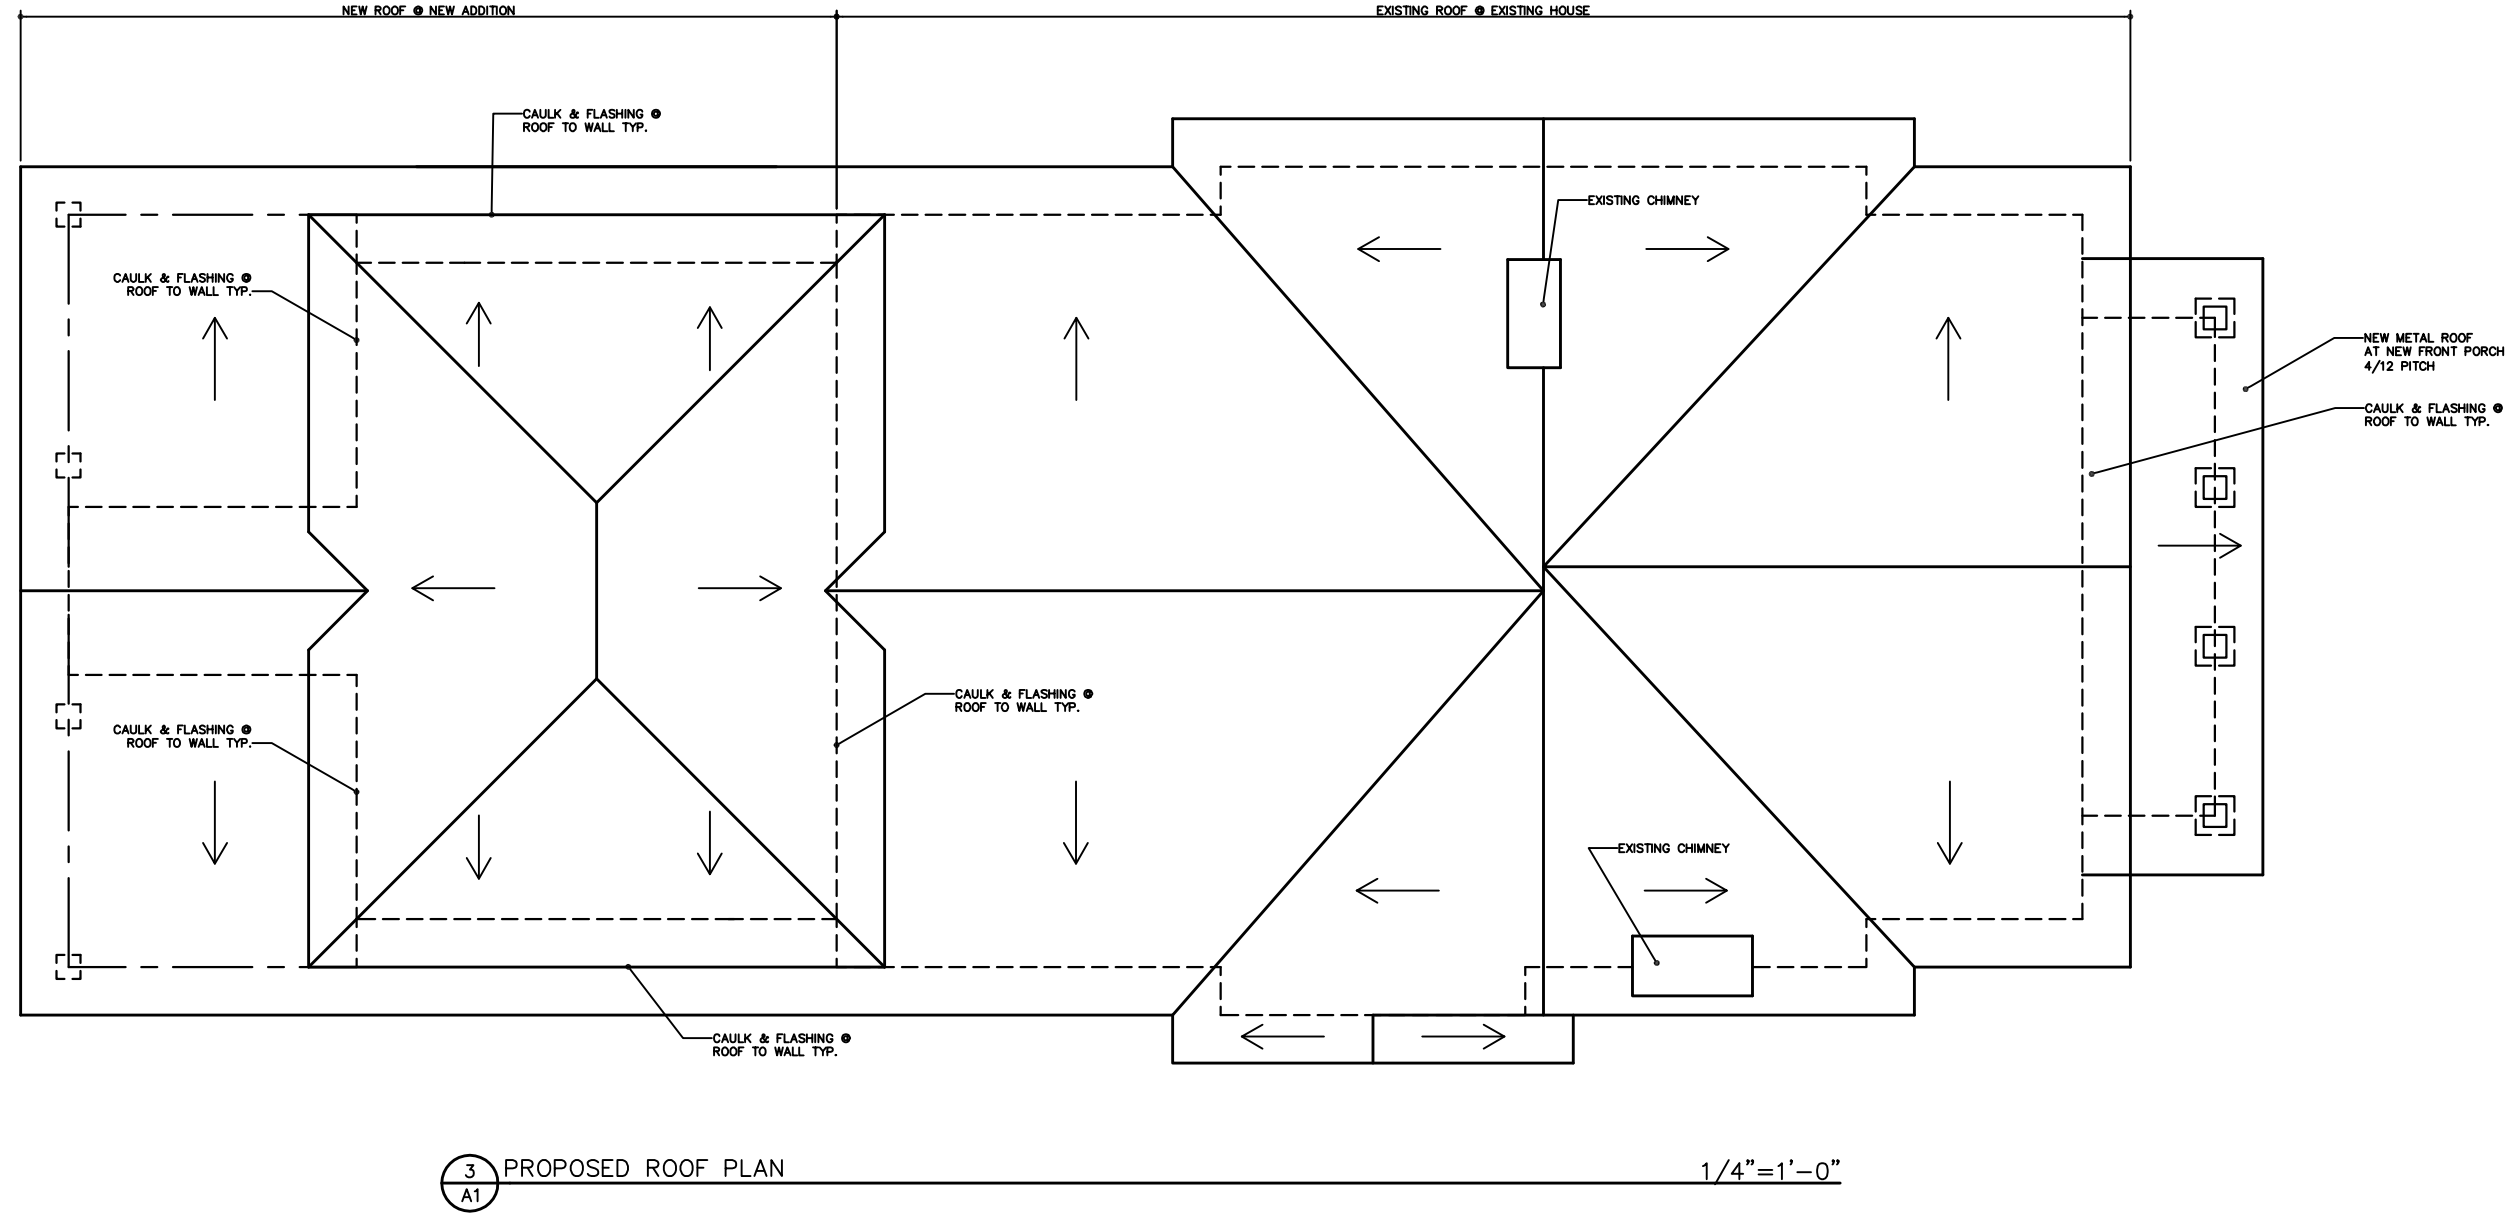 NEW ROOF @ NEW ADDITION
EXISTING ROOF @ EXISTING HOUSE
CAULK & FLASHING @
ROOF TO WALL TYP.
EXISTING CHIMNEY
CAULK & FLASHING @
ROOF TO WALL TYP.
NEW METAL ROOF
AT NEW FRONT PORCH
4/12 PITCH
CAULK & FLASHING @
ROOF TO WALL TYP.
CAULK & FLASHING @
ROOF TO WALL TYP.
CAULK & FLASHING @
ROOF TO WALL TYP.
EXISTING CHIMNEY
CAULK & FLASHING @
ROOF TO WALL TYP.
3
A1
PROPOSED ROOF PLAN
1/4"=1'-0"